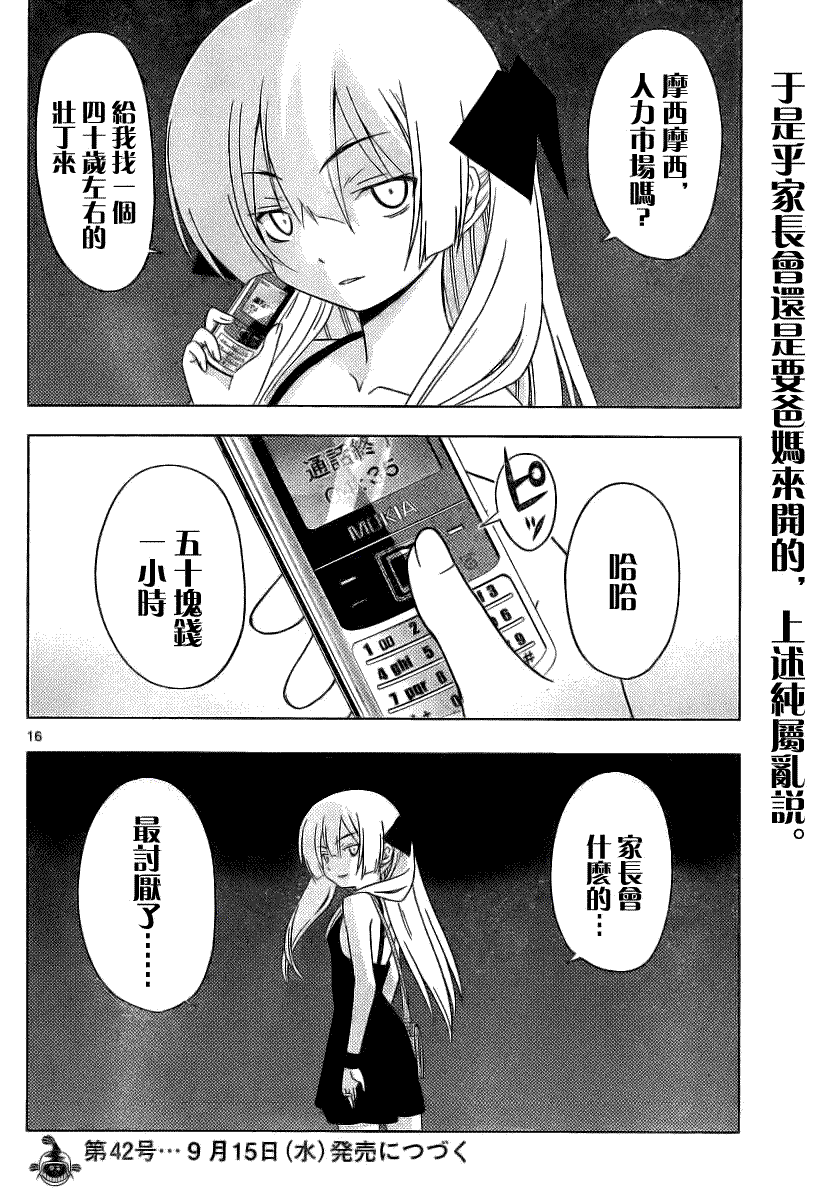 摩西摩西，
人力市場嗎？
給我找一個
四十歲左右的
壯丁來
通話終了
MUKIA
ピッ
哈哈
五十塊錢
一小時
16
家長會
什麽的…
最討厭了……
于是乎家長會還是要爸媽來開的，上述純屬亂説。
第42号…9月15日(水)発売につづく